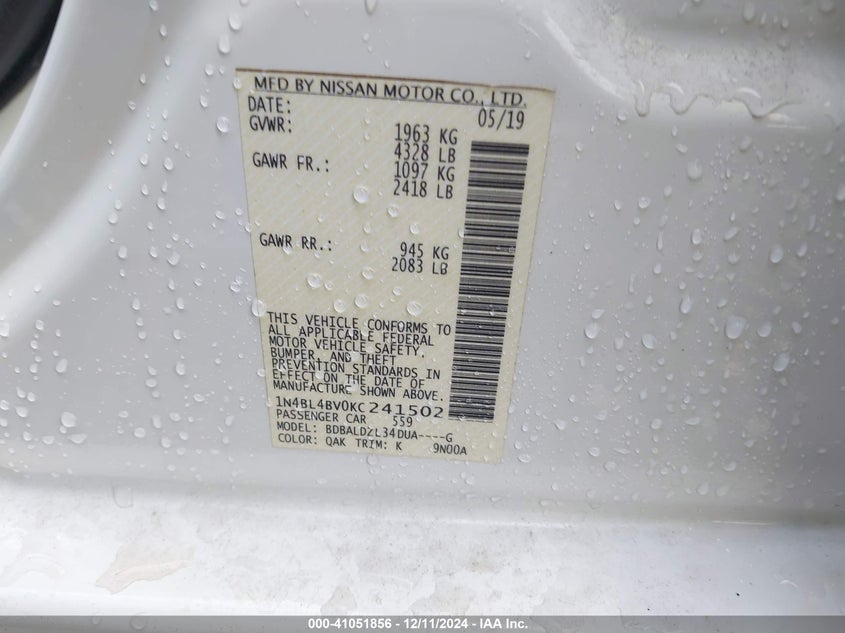 MFD BY NISSAN MOTOR CO., LTD.
DATE: 05/19
GVWR: 1963 KG
4328 LB
GAWR FR.: 1097 KG
2418 LB
GAWR RR.: 945 KG
2083 LB
THIS VEHICLE CONFORMS TO
ALL APPLICABLE FEDERAL
MOTOR VEHICLE SAFETY,
BUMPER, AND THEFT
PREVENTION STANDARDS IN
EFFECT ON THE DATE OF
MANUFACTURE SHOWN ABOVE.
1N4BL4BV0KC241502
PASSENGER CAR 559
MODEL: BDBALDZL34DUA----G
COLOR: QAK TRIM: K 9N00A
000-41051856 - 12/11/2024 - IAA Inc.